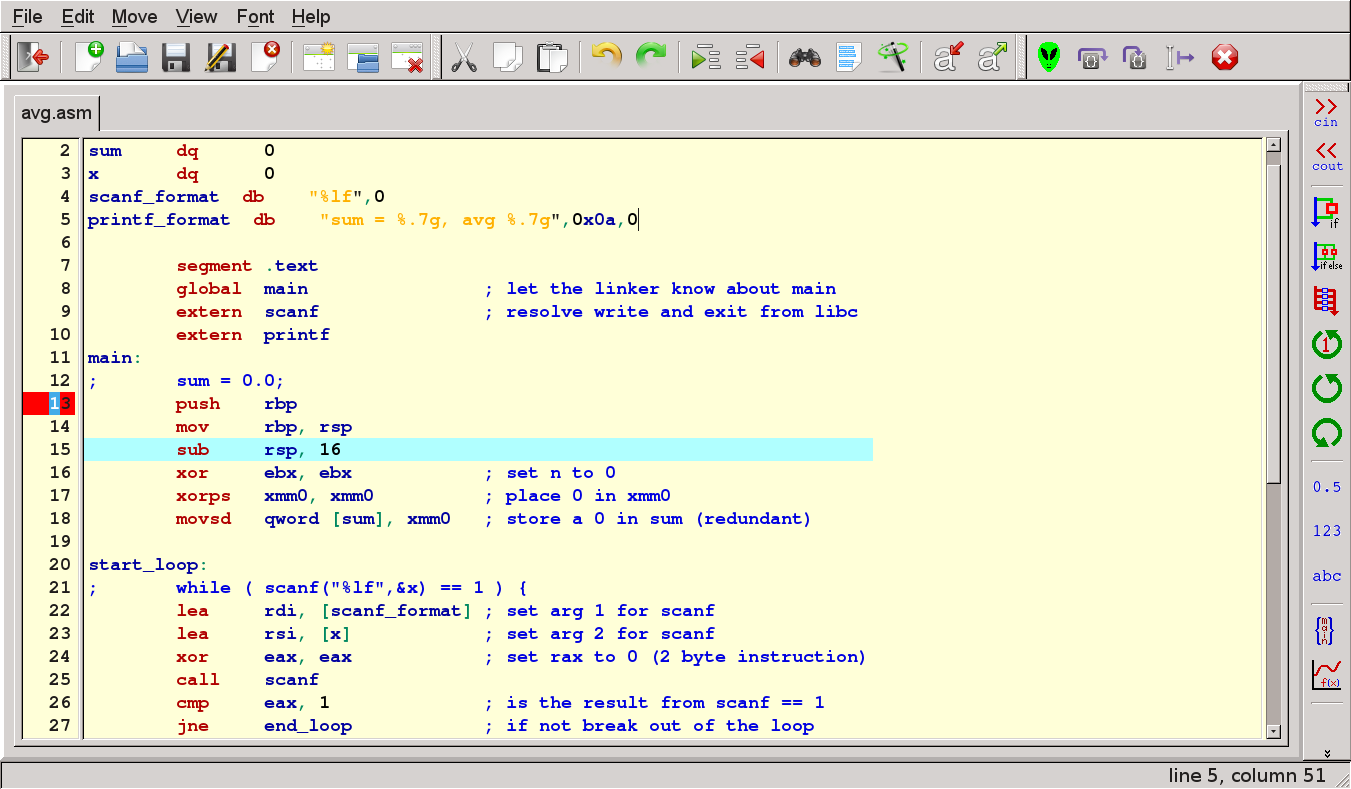 File Edit Move View Font Help
avg.asm
2 sum dq 0
3 x dq 0
4 scanf_format db "%lf",0
5 printf_format db "sum = %.7g, avg %.7g",0x0a,0
6
7 segment .text
8 global main ; let the linker know about main
9 extern scanf ; resolve write and exit from libc
10 extern printf
11 main:
12 ; sum = 0.0;
13 push rbp
14 mov rbp, rsp
15 sub rsp, 16
16 xor ebx, ebx ; set n to 0
17 xorps xmm0, xmm0 ; place 0 in xmm0
18 movsd qword [sum], xmm0 ; store a 0 in sum (redundant)
19
20 start_loop:
21 ; while ( scanf("%lf",&x) == 1 ) {
22 lea rdi, [scanf_format] ; set arg 1 for scanf
23 lea rsi, [x] ; set arg 2 for scanf
24 xor eax, eax ; set rax to 0 (2 byte instruction)
25 call scanf
26 cmp eax, 1 ; is the result from scanf == 1
27 jne end_loop ; if not break out of the loop
>>
cin
<<
cout
if
if else
1
0.5
123
abc
{main}
f(x)
line 5, column 51